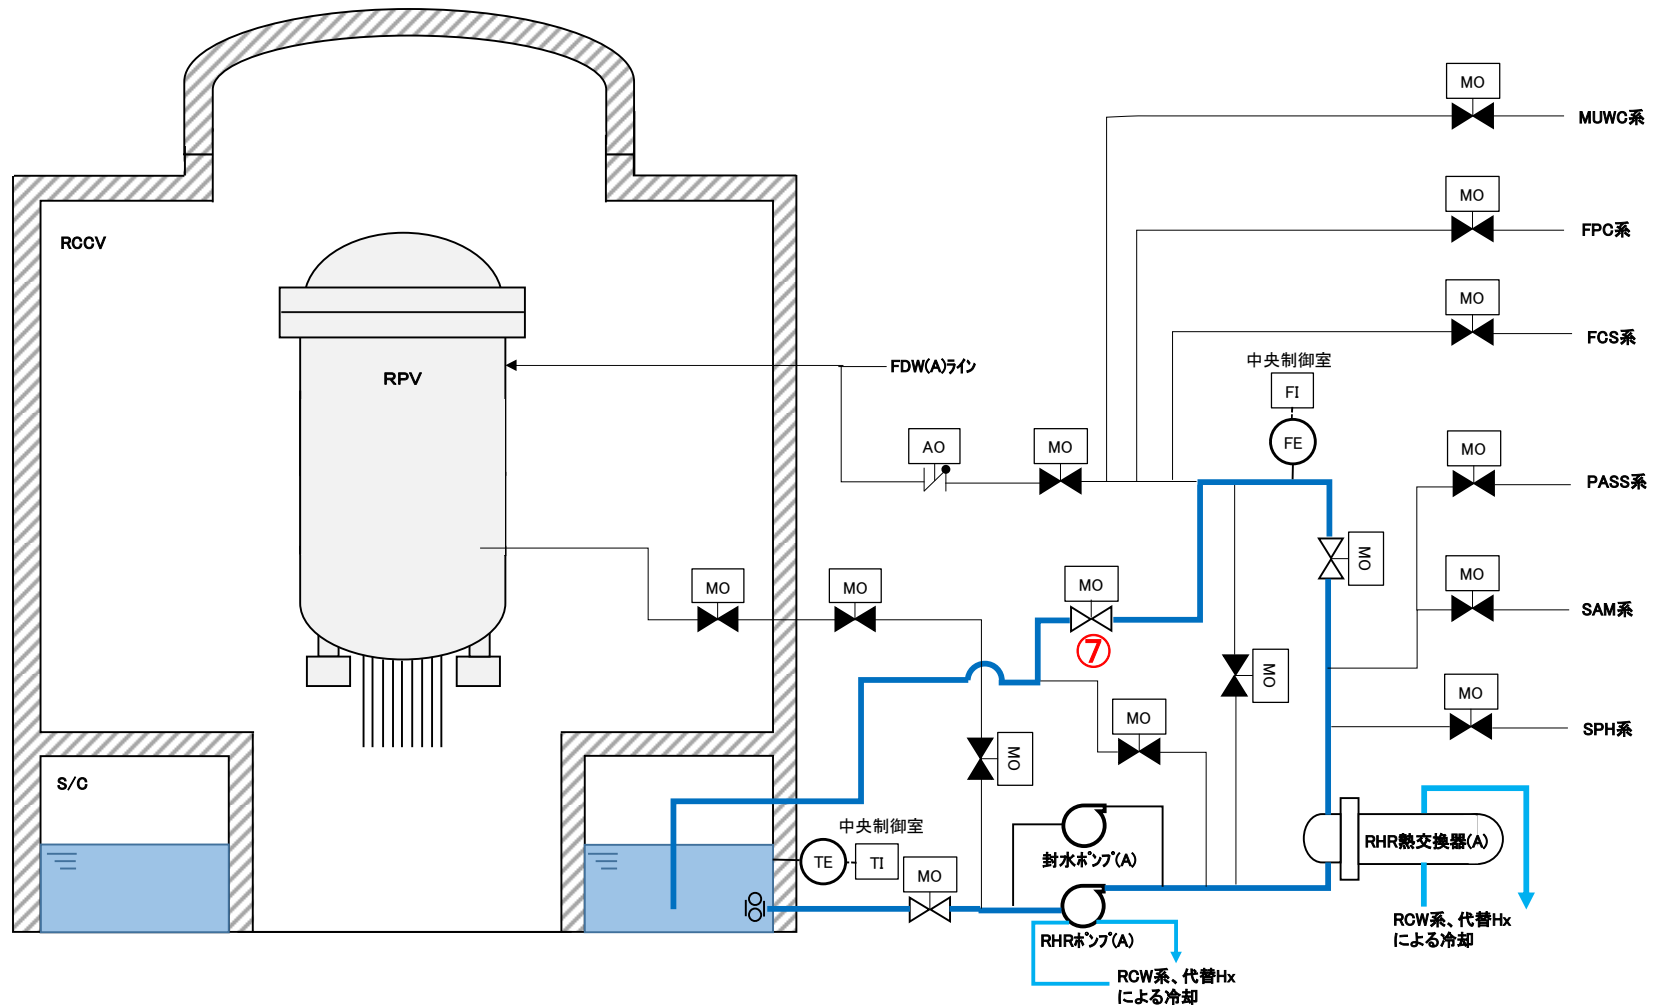 MO
MUWC系
MO
FPC系
RCCV
MO
FCS系
中央制御室
FDW(A)ライン
RPV
FI
FE
AO
MO
MO
PASS系
MO
MO
MO
MO
MO
SAM系
⑦
MO
MO
MO
SPH系
MO
S/C
中央制御室
RHR熱交換器(A)
封水ポンプ(A)
TE
TI
MO
RHRポンプ(A)
RCW系、代替Hx
による冷却
RCW系、代替Hx
による冷却